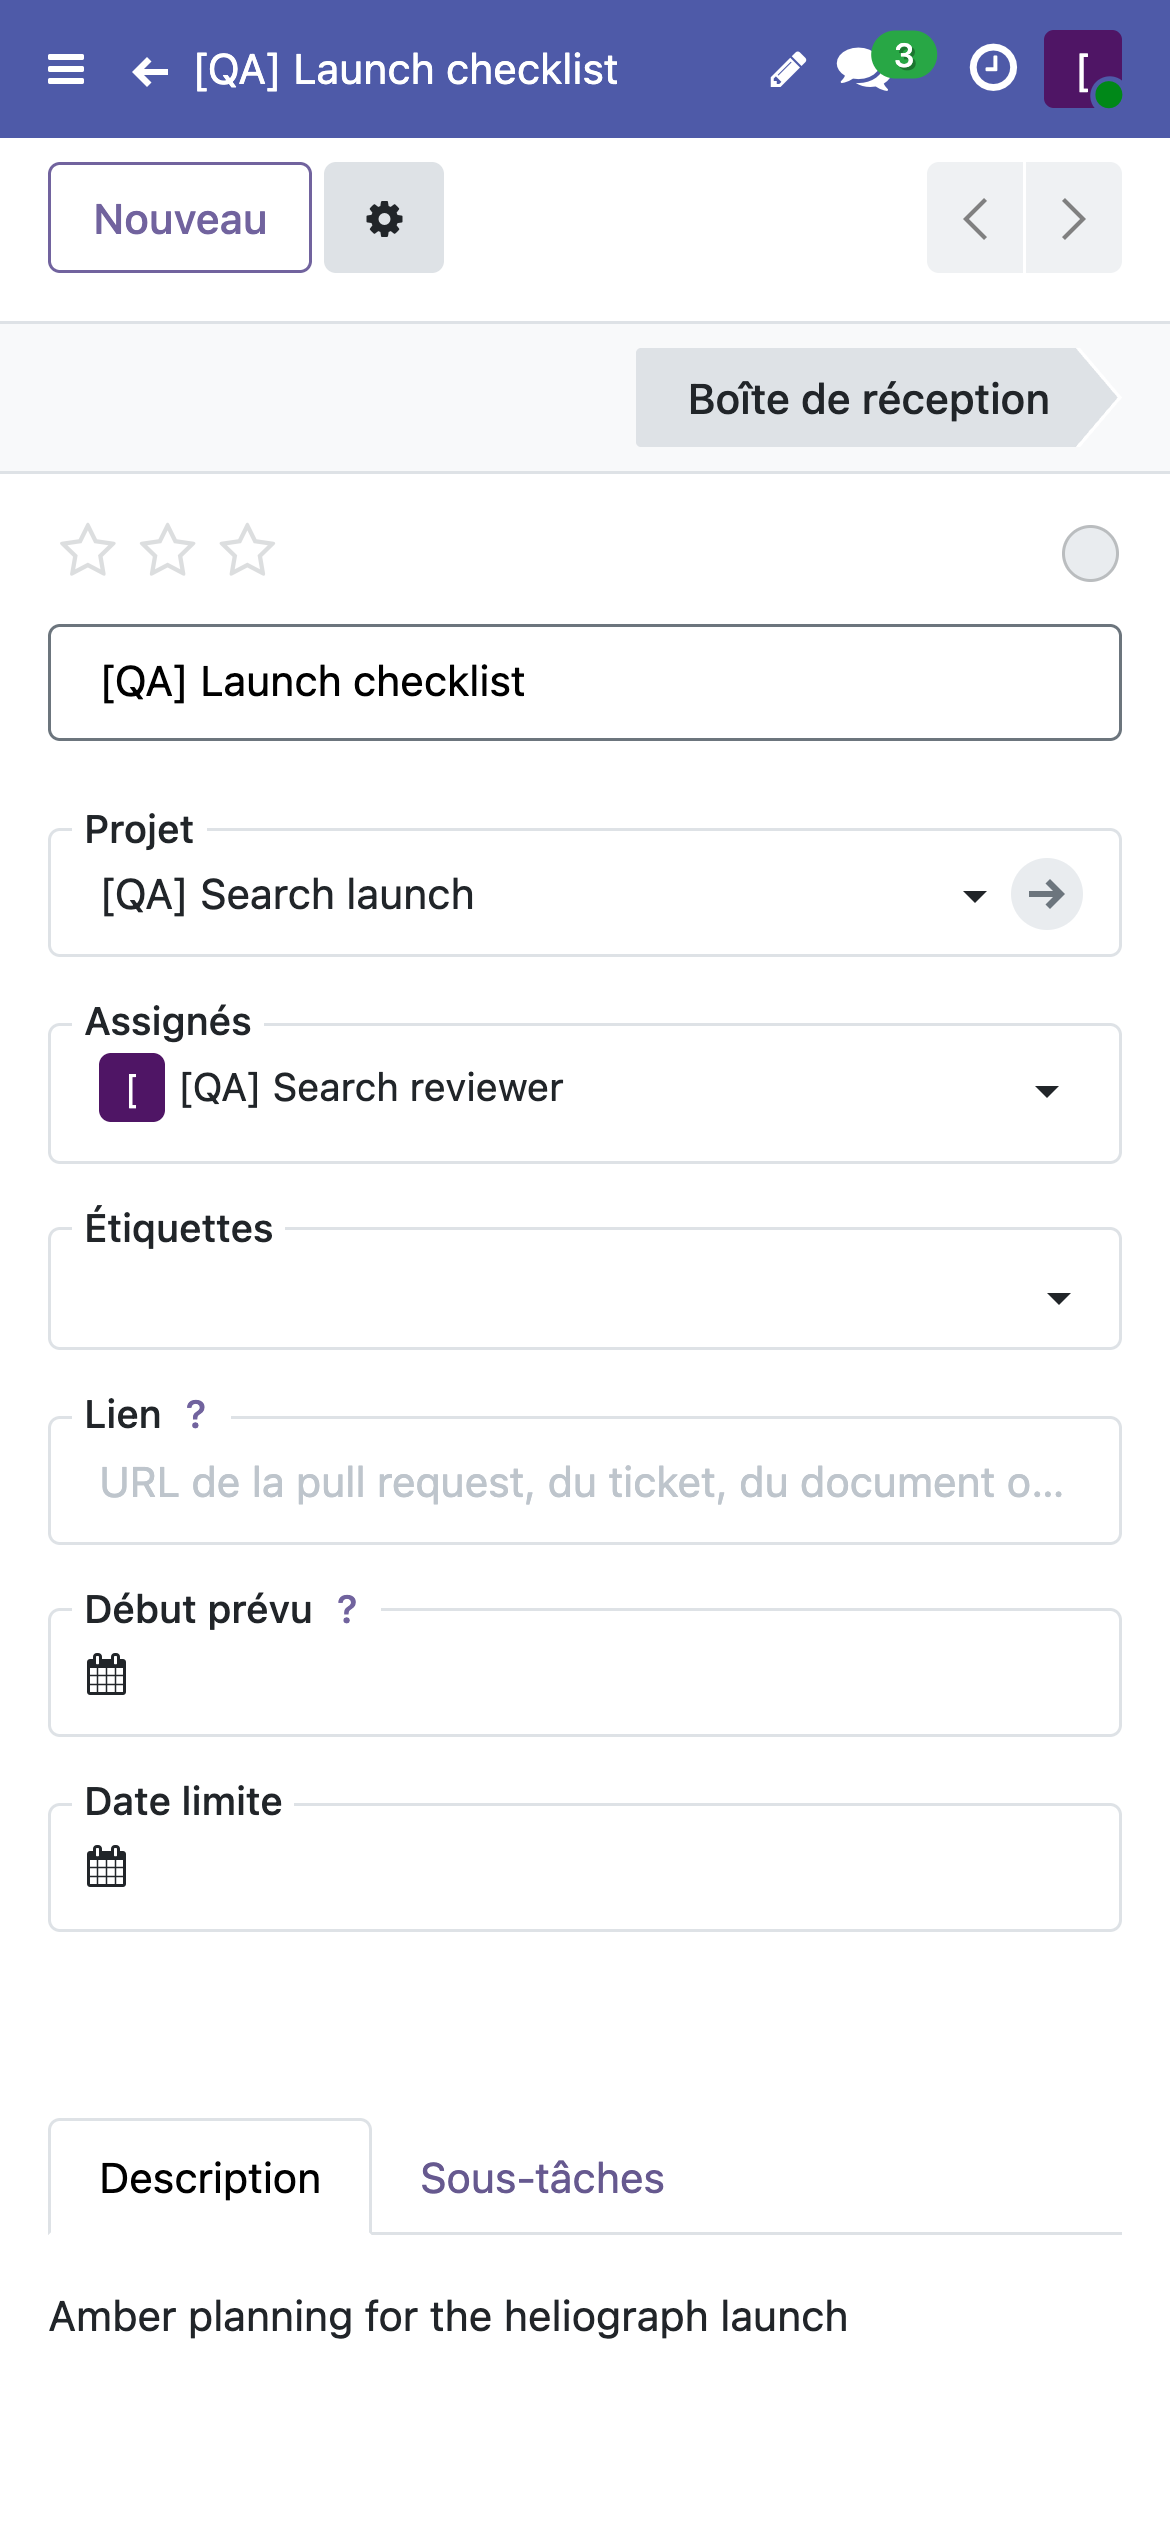 [QA] Launch checklist
3
[
Nouveau
Boîte de réception
[QA] Launch checklist
Projet
[QA] Search launch
Assignés
[ [QA] Search reviewer
Étiquettes
Lien ?
URL de la pull request, du ticket, du document o...
Début prévu ?
Date limite
Description
Sous-tâches
Amber planning for the heliograph launch